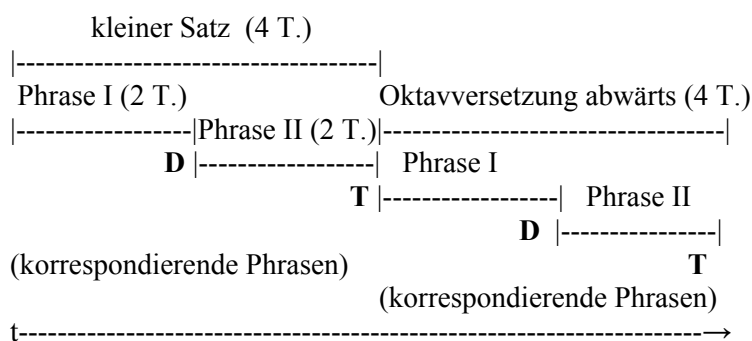 kleiner Satz (4 T.)
|--------------------------------------|
Phrase I (2 T.) Oktavversetzung abwärts (4 T.)
|------------------|Phrase II (2 T.)|-----------------------------------|
D |------------------| Phrase I
T |------------------| Phrase II
D |----------------|
(korrespondierende Phrasen) T
(korrespondierende Phrasen)
t-----------------------------------------------------------------------→